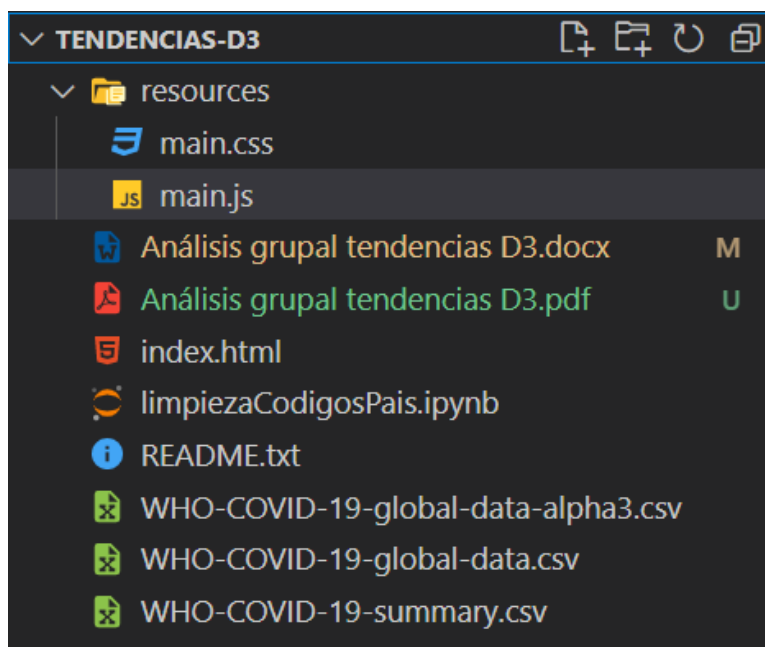 TENDENCIAS-D3
resources
main.css
JS main.js
Análisis grupal tendencias D3.docx M
Análisis grupal tendencias D3.pdf U
index.html
limpiezaCodigosPais.ipynb
README.txt
WHO-COVID-19-global-data-alpha3.csv
WHO-COVID-19-global-data.csv
WHO-COVID-19-summary.csv